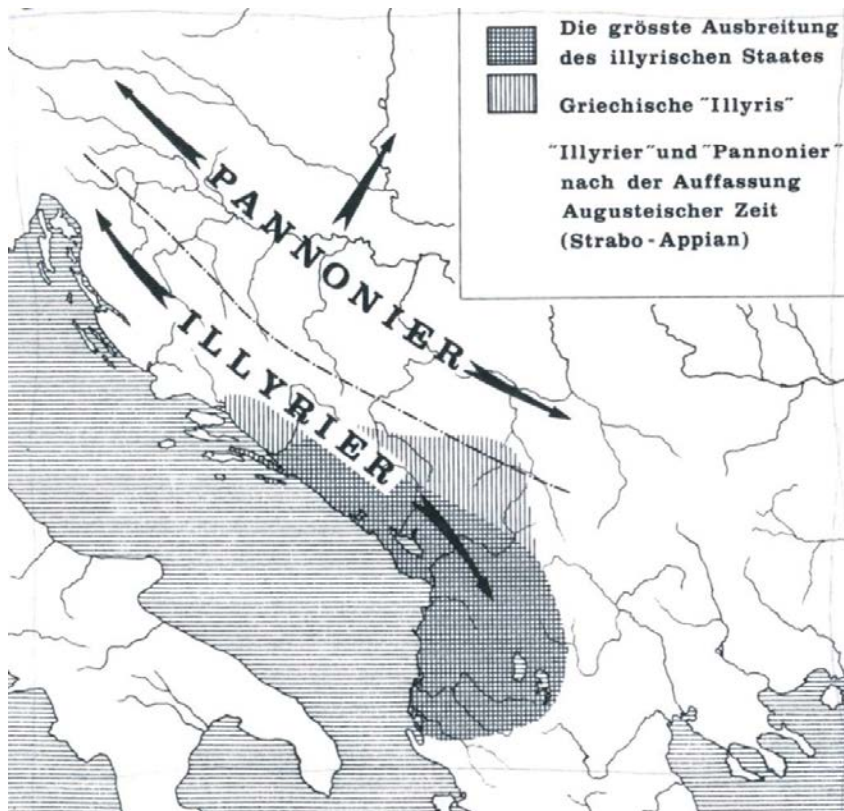 Die grösste Ausbreitung
des illyrischen Staates
Griechische "Illyris"
"Illyrier" und "Pannonier"
nach der Auffassung
Augusteischer Zeit
(Strabo-Appian)
PANNONIER
ILLYRIER